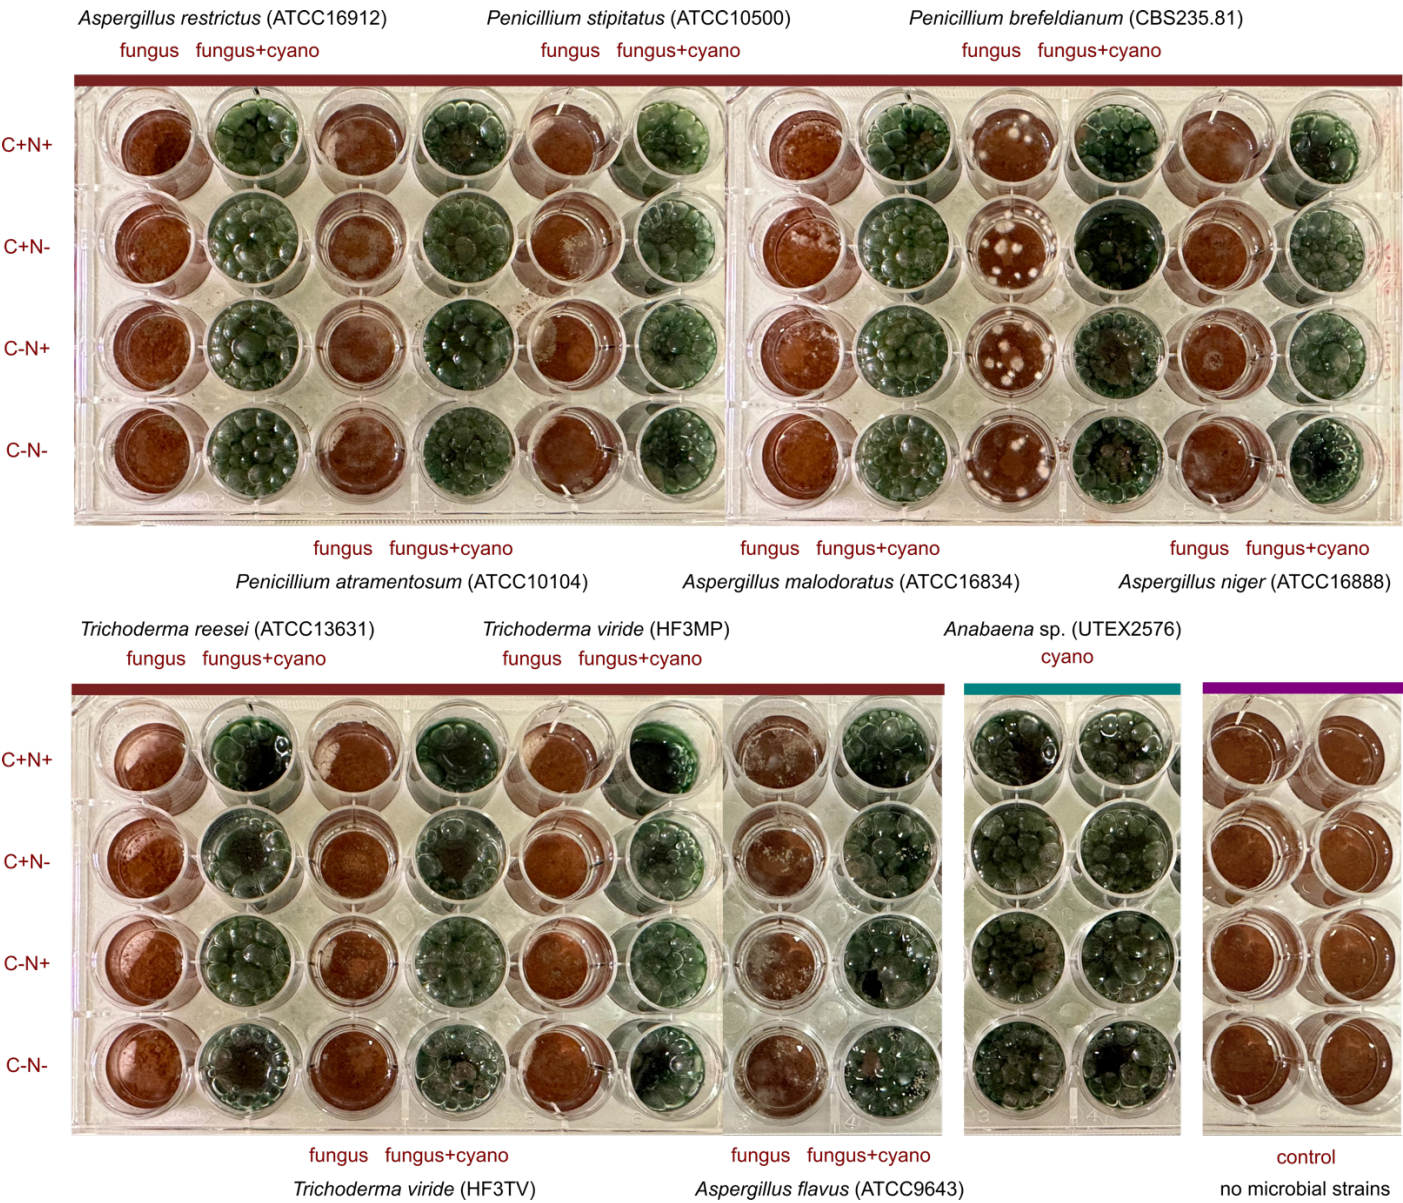 Aspergillus restrictus (ATCC16912) Penicillium stipitatus (ATCC10500) Penicillium brefeldianum (CBS235.81)
fungus fungus+cyano fungus fungus+cyano fungus fungus+cyano
C+N+
C+N-
C-N+
C-N-
fungus fungus+cyano fungus fungus+cyano fungus fungus+cyano
Penicillium atramentosum (ATCC10104) Aspergillus malodoratus (ATCC16834) Aspergillus niger (ATCC16888)
Trichoderma reesei (ATCC13631) Trichoderma viride (HF3MP) Anabaena sp. (UTEX2576)
fungus fungus+cyano fungus fungus+cyano cyano
C+N+
C+N-
C-N+
C-N-
fungus fungus+cyano fungus fungus+cyano control
Trichoderma viride (HF3TV) Aspergillus flavus (ATCC9643) no microbial strains